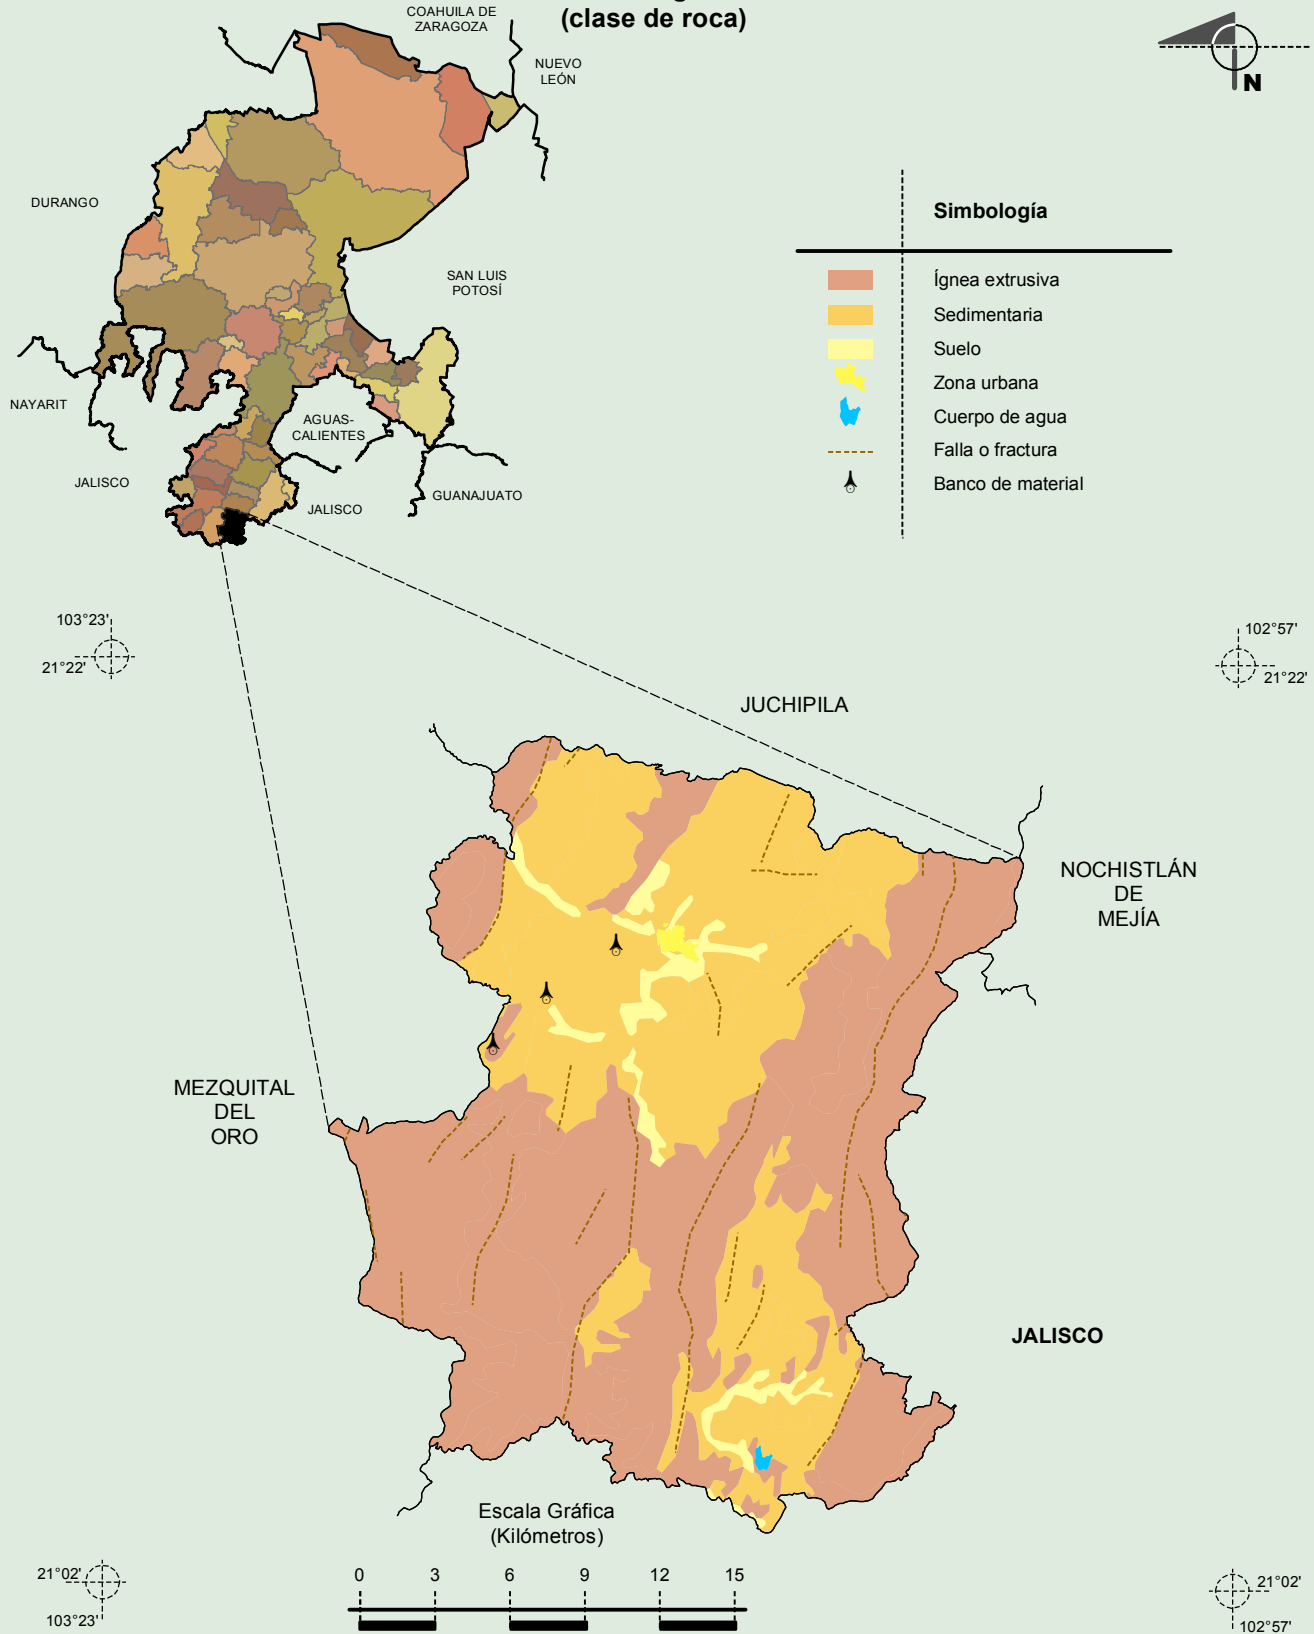 (clase de roca)
COAHUILA DE
ZARAGOZA
NUEVO
LEÓN
N
DURANGO
SAN LUIS
POTOSÍ
NAYARIT
AGUAS-
CALIENTES
JALISCO
JALISCO
GUANAJUATO
Simbología
Ígnea extrusiva
Sedimentaria
Suelo
Zona urbana
Cuerpo de agua
Falla o fractura
Banco de material
103°23'
21°22'
102°57'
21°22'
JUCHIPILA
NOCHISTLÁN
DE
MEJÍA
MEZQUITAL
DEL
ORO
JALISCO
Escala Gráfica
(Kilómetros)
0 3 6 9 12 15
21°02'
103°23'
21°02'
102°57'